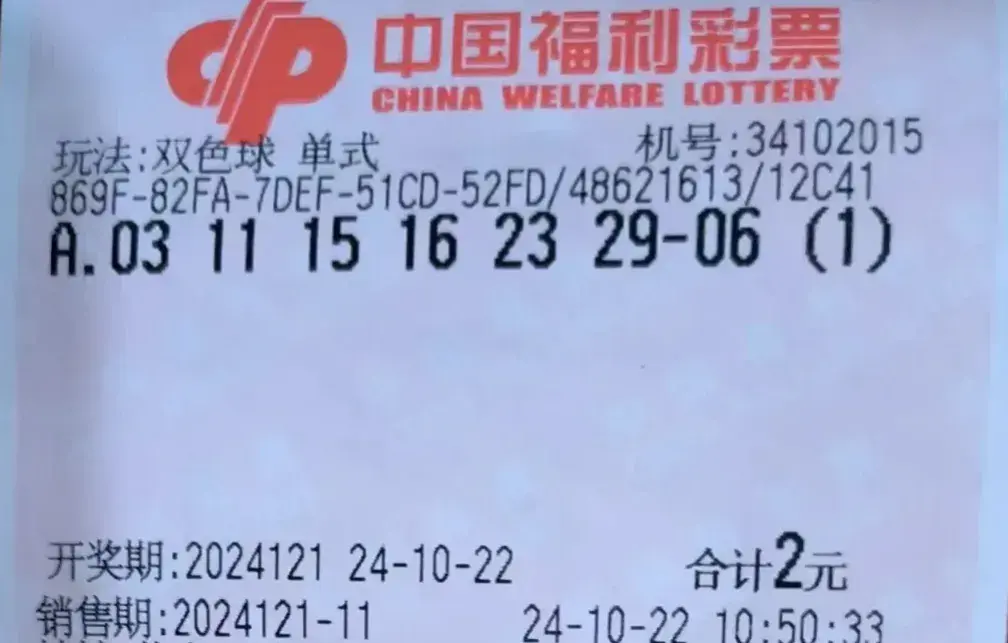 中国福利彩票
CHINA WELFARE LOTTERY
玩法:双色球 单式 机号:34102015
869F-82FA-7DEF-51CD-52FD/48621613/12C41
A.03 11 15 16 23 29-06 (1)
开奖期:2024121 24-10-22 合计2元
销售期:2024121-11 24-10-22 10:50:33